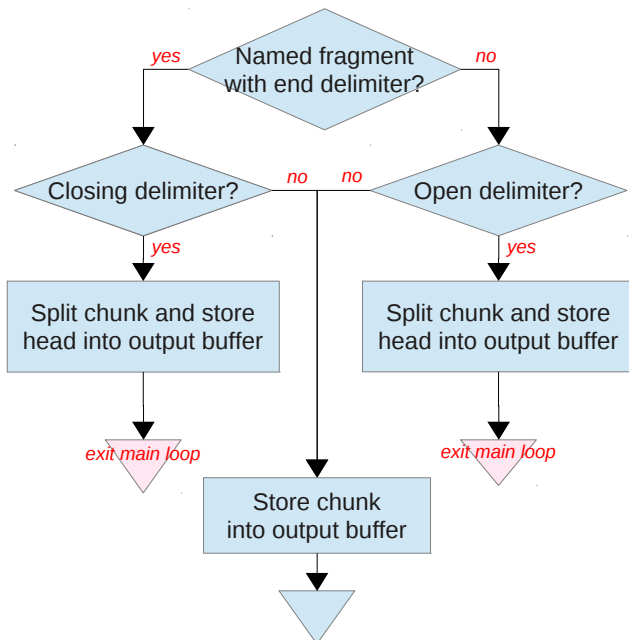 Named fragment
with end delimiter?
yes
no
Closing delimiter?
no
no
Open delimiter?
yes
yes
Split chunk and store
head into output buffer
Split chunk and store
head into output buffer
exit main loop
exit main loop
Store chunk
into output buffer